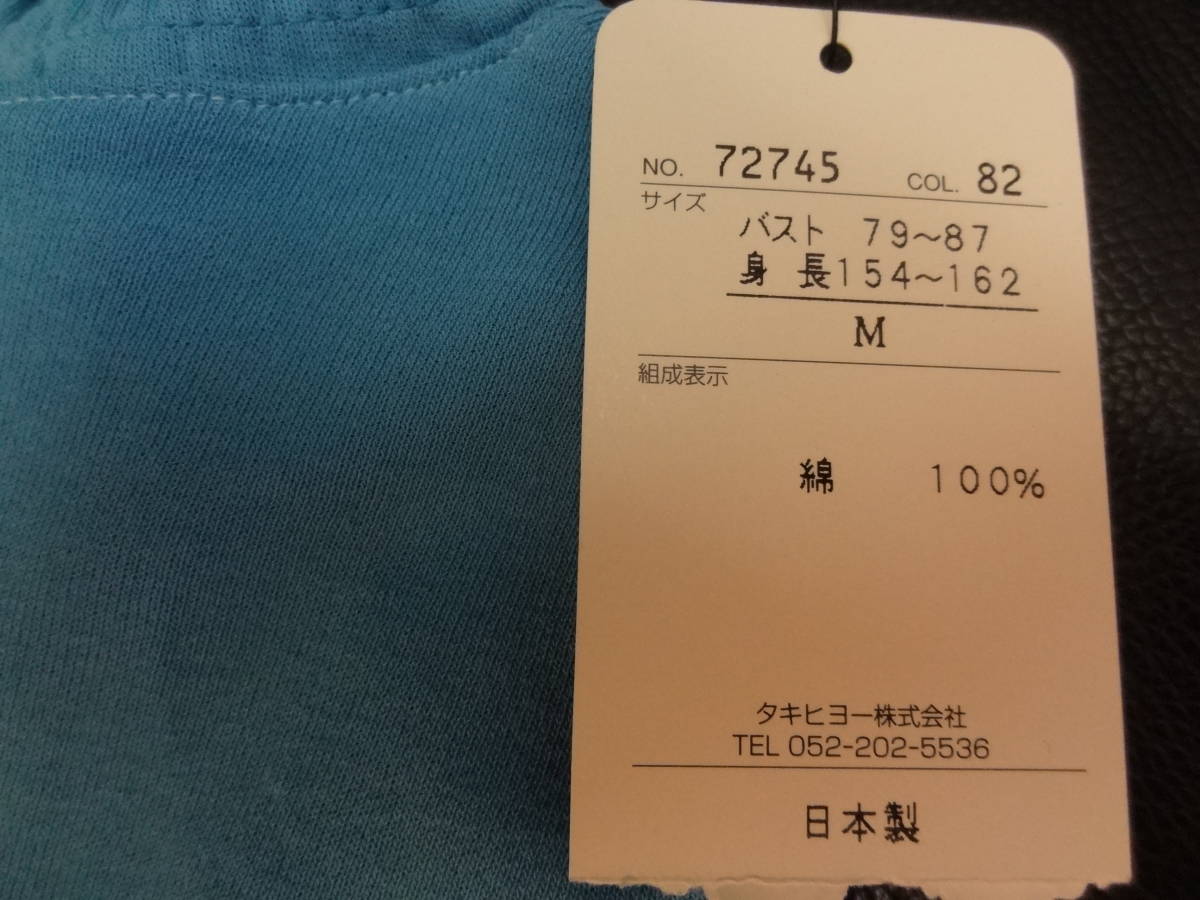 NO. 72745 COL. 82
サイズ
バスト 79～87
身長154～162
M
組成表示
綿 100%
タキヒヨー株式会社
TEL 052-202-5536
日本製